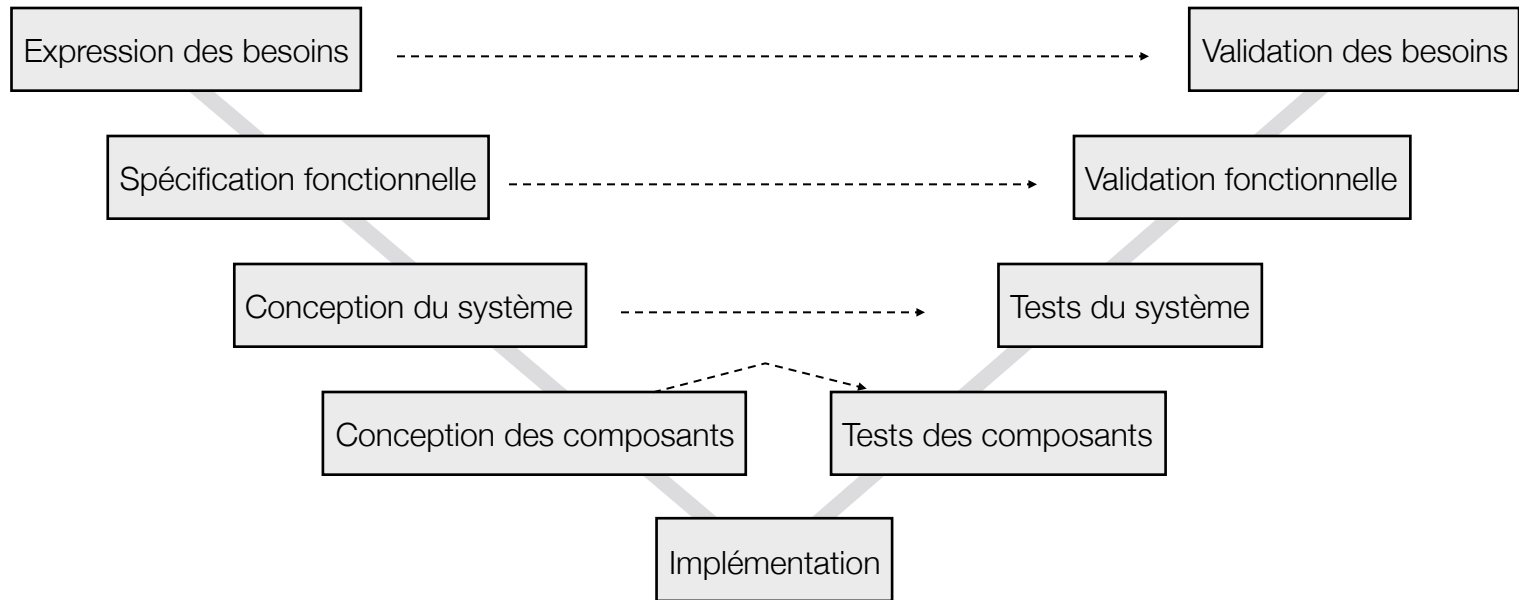 Expression des besoins
Validation des besoins
Spécification fonctionnelle
Validation fonctionnelle
Conception du système
Tests du système
Conception des composants
Tests des composants
Implémentation